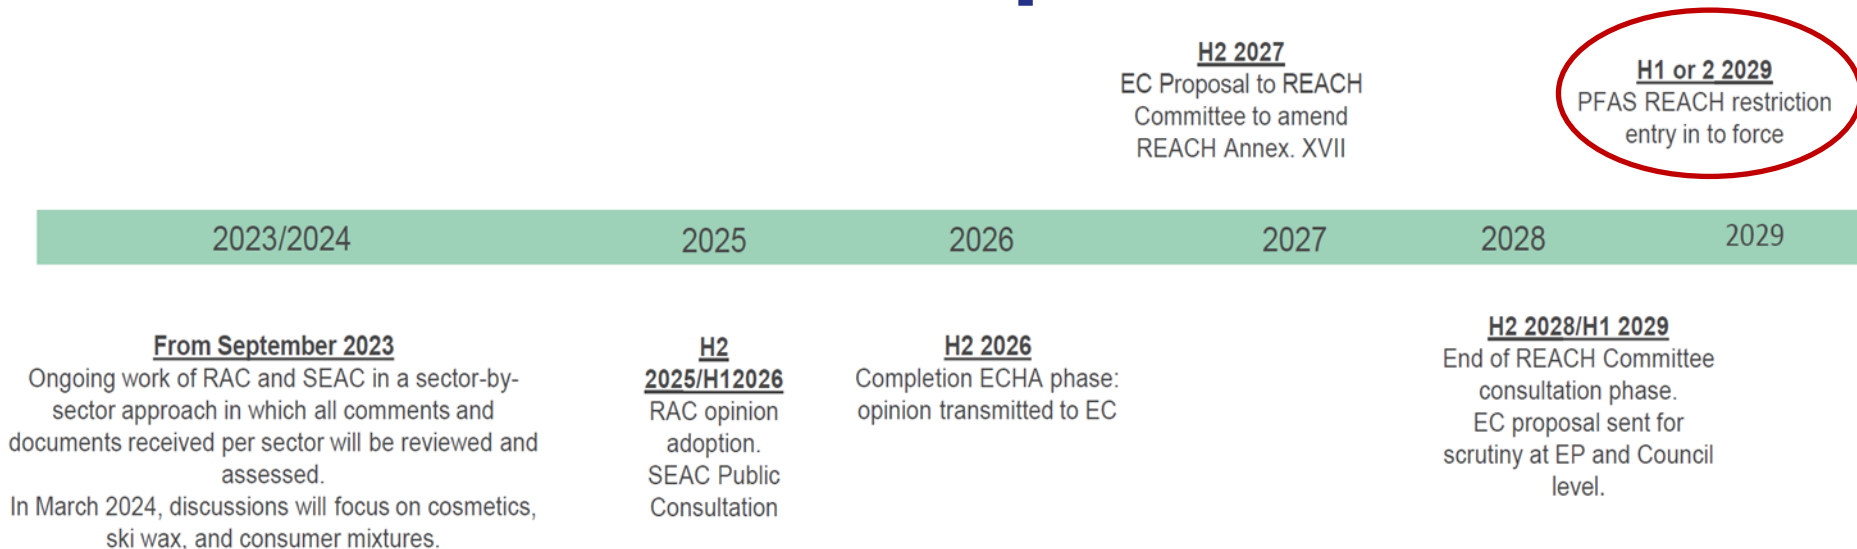 H2 2027
EC Proposal to REACH
Committee to amend
REACH Annex. XVII
H1 or 2 2029
PFAS REACH restriction
entry in to force
2023/2024
2025
2026
2027
2028
2029
From September 2023
Ongoing work of RAC and SEAC in a sector-by-
sector approach in which all comments and
documents received per sector will be reviewed and
assessed.
In March 2024, discussions will focus on cosmetics,
ski wax, and consumer mixtures.
H2
2025/H12026
RAC opinion
adoption.
SEAC Public
Consultation
H2 2026
Completion ECHA phase:
opinion transmitted to EC
H2 2028/H1 2029
End of REACH Committee
consultation phase.
EC proposal sent for
scrutiny at EP and Council
level.